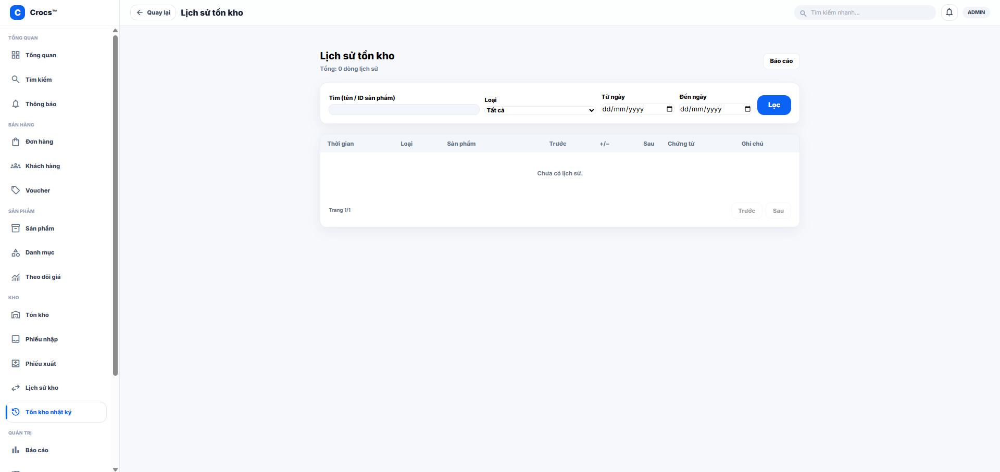 C Crocs™
TỔNG QUAN
Tổng quan
Tìm kiếm
Thông báo
BÁN HÀNG
Đơn hàng
Khách hàng
Voucher
SẢN PHẨM
Sản phẩm
Danh mục
Theo dõi giá
KHO
Tồn kho
Phiếu nhập
Phiếu xuất
Lịch sử kho
Tồn kho nhật ký
QUẢN TRỊ
Báo cáo
Quay lại Lịch sử tồn kho Tìm kiếm nhanh... ADMIN
Lịch sử tồn kho
Tổng: 0 dòng lịch sử
Báo cáo
Tìm (tên / ID sản phẩm) Loại Từ ngày Đến ngày
Tất cả dd/mm/yyyy dd/mm/yyyy Lọc
Thời gian Loại Sản phẩm Trước +/− Sau Chứng từ Ghi chú
Chưa có lịch sử.
Trang 1/1 Trước Sau